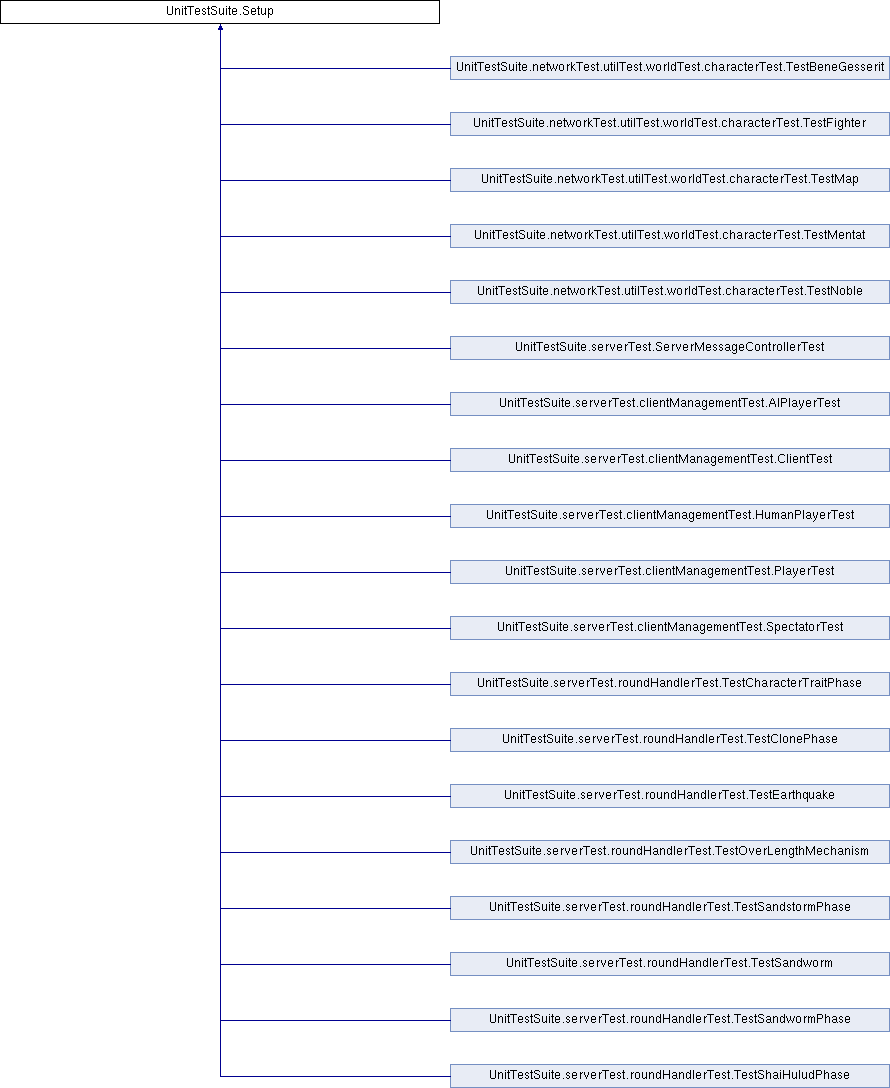 UnitTestSuite.Setup
UnitTestSuite.networkTest.utilTest.worldTest.characterTest.TestBeneGesserit
UnitTestSuite.networkTest.utilTest.worldTest.characterTest.TestFighter
UnitTestSuite.networkTest.utilTest.worldTest.characterTest.TestMap
UnitTestSuite.networkTest.utilTest.worldTest.characterTest.TestMentat
UnitTestSuite.networkTest.utilTest.worldTest.characterTest.TestNoble
UnitTestSuite.serverTest.ServerMessageControllerTest
UnitTestSuite.serverTest.clientManagementTest.AIPlayerTest
UnitTestSuite.serverTest.clientManagementTest.ClientTest
UnitTestSuite.serverTest.clientManagementTest.HumanPlayerTest
UnitTestSuite.serverTest.clientManagementTest.PlayerTest
UnitTestSuite.serverTest.clientManagementTest.SpectatorTest
UnitTestSuite.serverTest.roundHandlerTest.TestCharacterTraitPhase
UnitTestSuite.serverTest.roundHandlerTest.TestClonePhase
UnitTestSuite.serverTest.roundHandlerTest.TestEarthquake
UnitTestSuite.serverTest.roundHandlerTest.TestOverLengthMechanism
UnitTestSuite.serverTest.roundHandlerTest.TestSandstormPhase
UnitTestSuite.serverTest.roundHandlerTest.TestSandworm
UnitTestSuite.serverTest.roundHandlerTest.TestSandwormPhase
UnitTestSuite.serverTest.roundHandlerTest.TestShaiHuludPhase